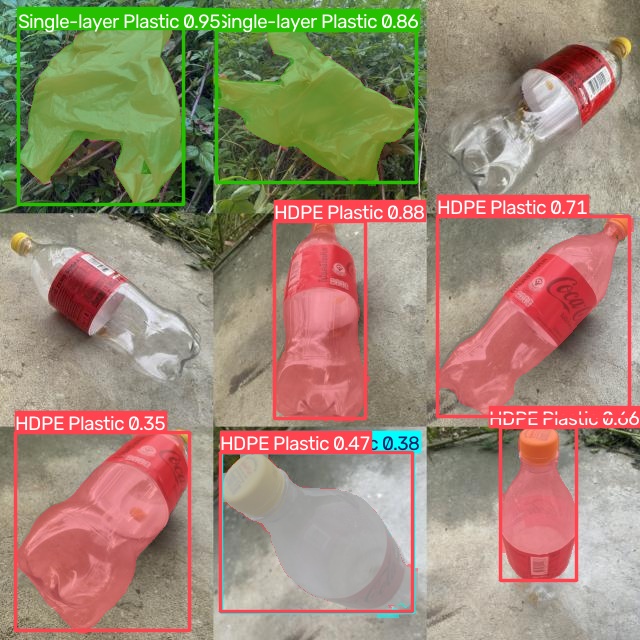 Single-layer Plastic 0.95
Single-layer Plastic 0.86
HDPE Plastic 0.88
HDPE Plastic 0.71
Coca
HDPE Plastic 0.35
HDPE Plastic 0.47
c 0.38
HDPE Plastic 0.66